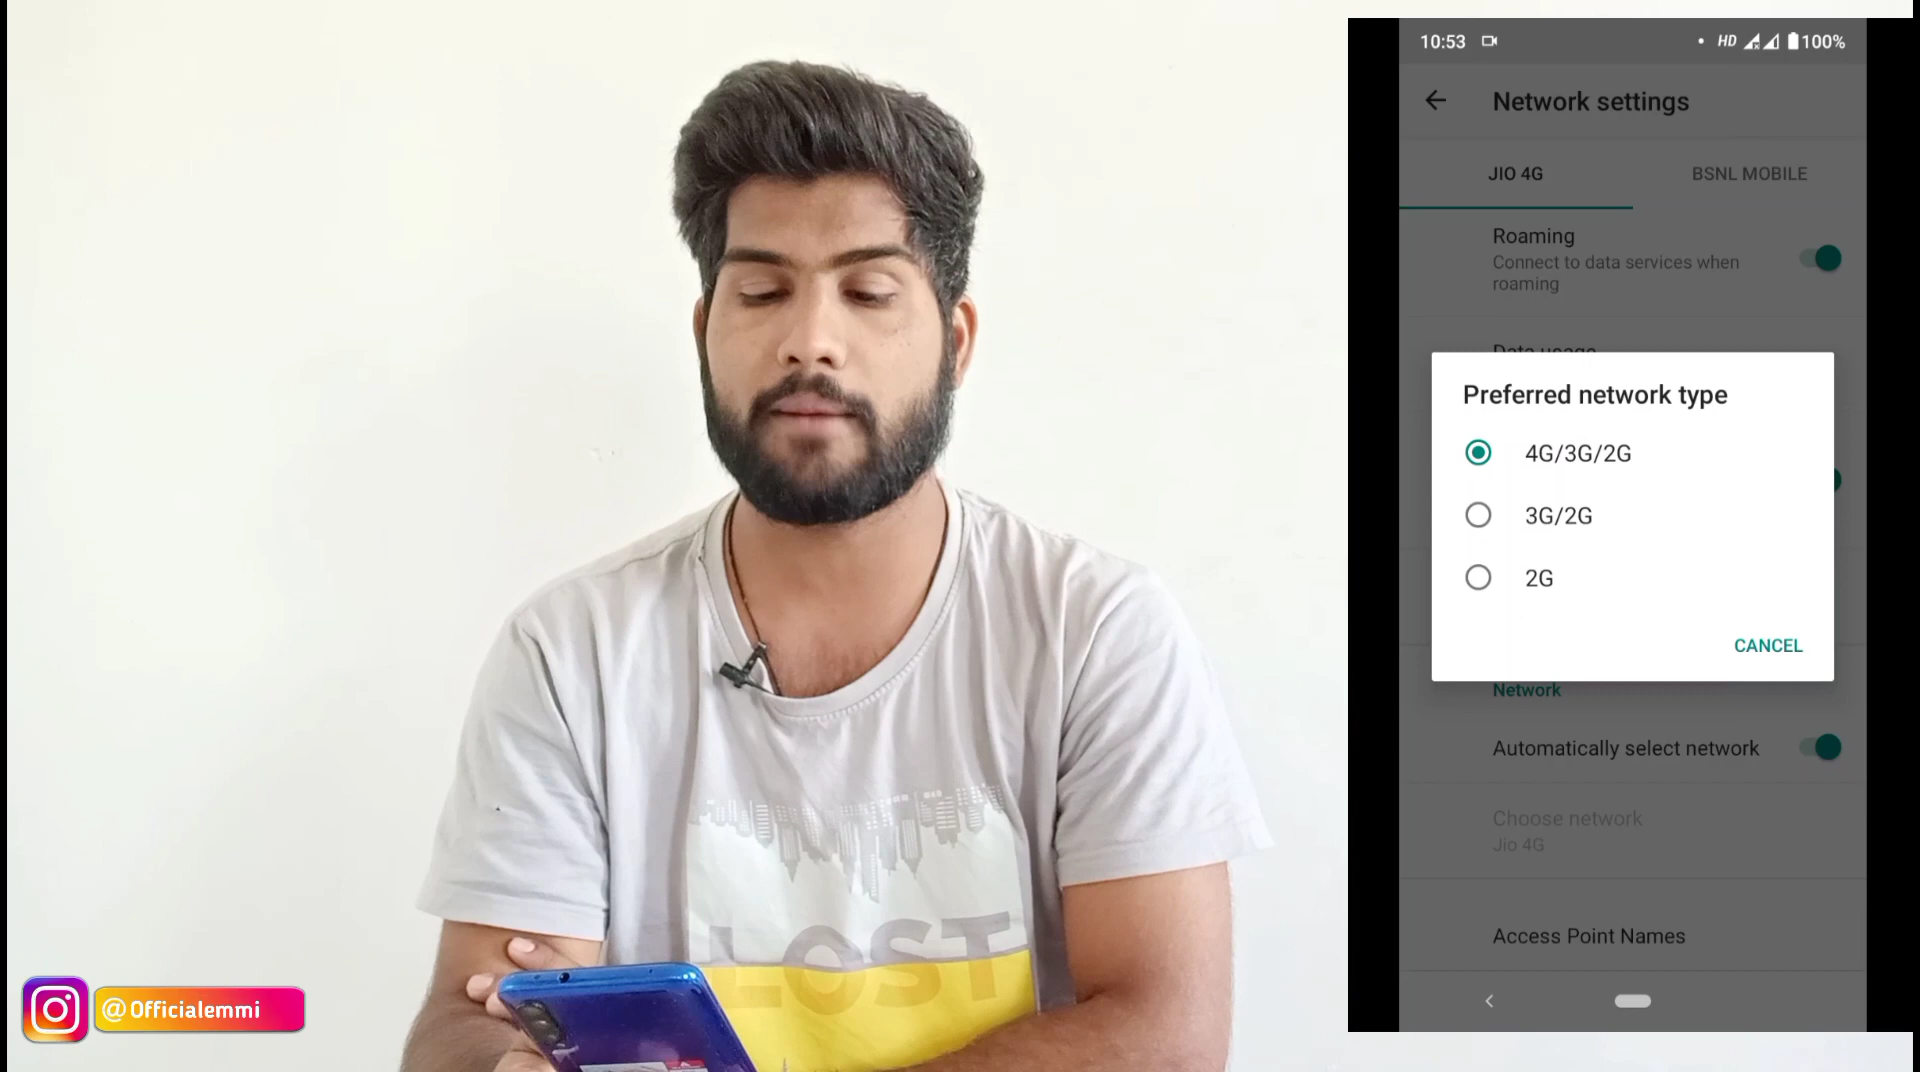 10:53
HD
100%
Network settings
JIO 4G
BSNL MOBILE
Roaming
Connect to data services when
roaming
Data usage
Preferred network type
4G/3G/2G
3G/2G
2G
CANCEL
Network
Automatically select network
Choose network
Jio 4G
Access Point Names
LOST
@Officialemmi